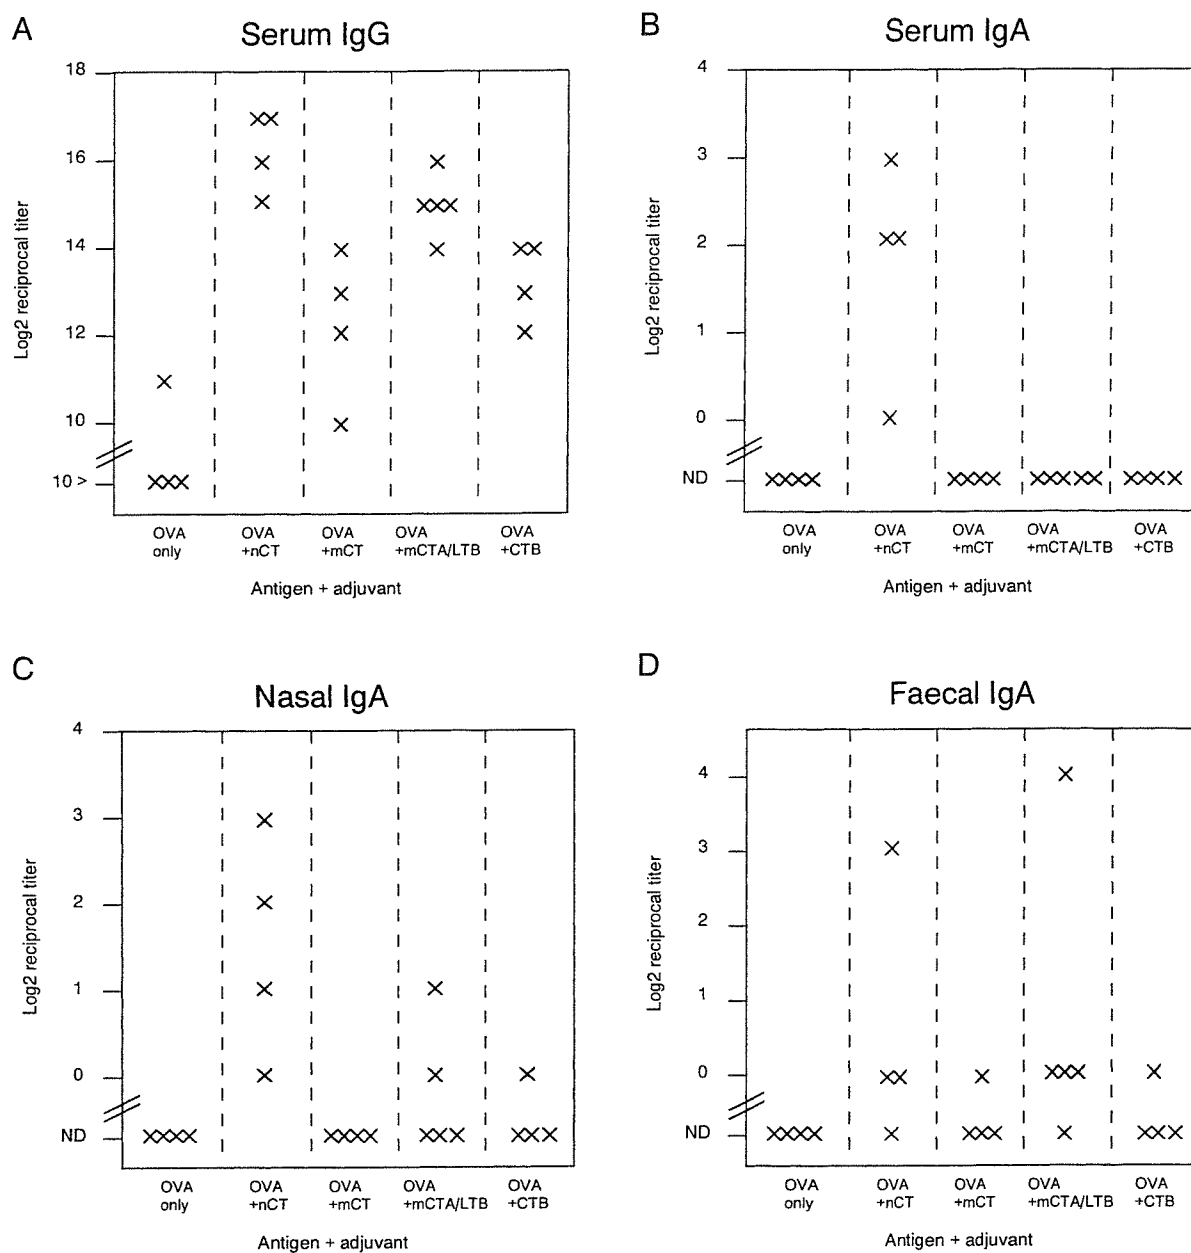 A
Serum IgG
18
16
14
12
10
10 >
Log2 reciprocal titer
OVA only
OVA +nCT
OVA +mCT
OVA +mCTA/LTB
OVA +CTB
Antigen + adjuvant
B
Serum IgA
4
3
2
1
0
ND
Log2 reciprocal titer
OVA only
OVA +nCT
OVA +mCT
OVA +mCTA/LTB
OVA +CTB
Antigen + adjuvant
C
Nasal IgA
4
3
2
1
0
ND
Log2 reciprocal titer
OVA only
OVA +nCT
OVA +mCT
OVA +mCTA/LTB
OVA +CTB
Antigen + adjuvant
D
Faecal IgA
4
3
2
1
0
ND
Log2 reciprocal titer
OVA only
OVA +nCT
OVA +mCT
OVA +mCTA/LTB
OVA +CTB
Antigen + adjuvant